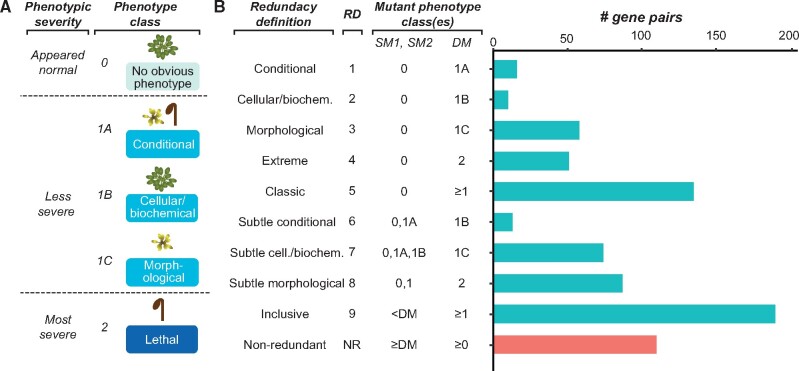 A
Phenotypic
severity
Phenotype
class
Appeared
normal
0
No obvious
phenotype
1A
Conditional
Less
severe
1B
Cellular/
biochemical
1C
Morph-
ological
Most
severe
2
Lethal
B
Redundancy
definition
RD
Mutant phenotype
class(es)
SM1, SM2 DM
# gene pairs
0 50 100 150 200
Conditional 1 0 1A
Cellular/biochem. 2 0 1B
Morphological 3 0 1C
Extreme 4 0 2
Classic 5 0 ≥1
Subtle conditional 6 0,1A 1B
Subtle cell./biochem. 7 0,1A,1B 1C
Subtle morphological 8 0,1 2
Inclusive 9 <DM ≥1
Non-redundant NR ≥DM ≥0